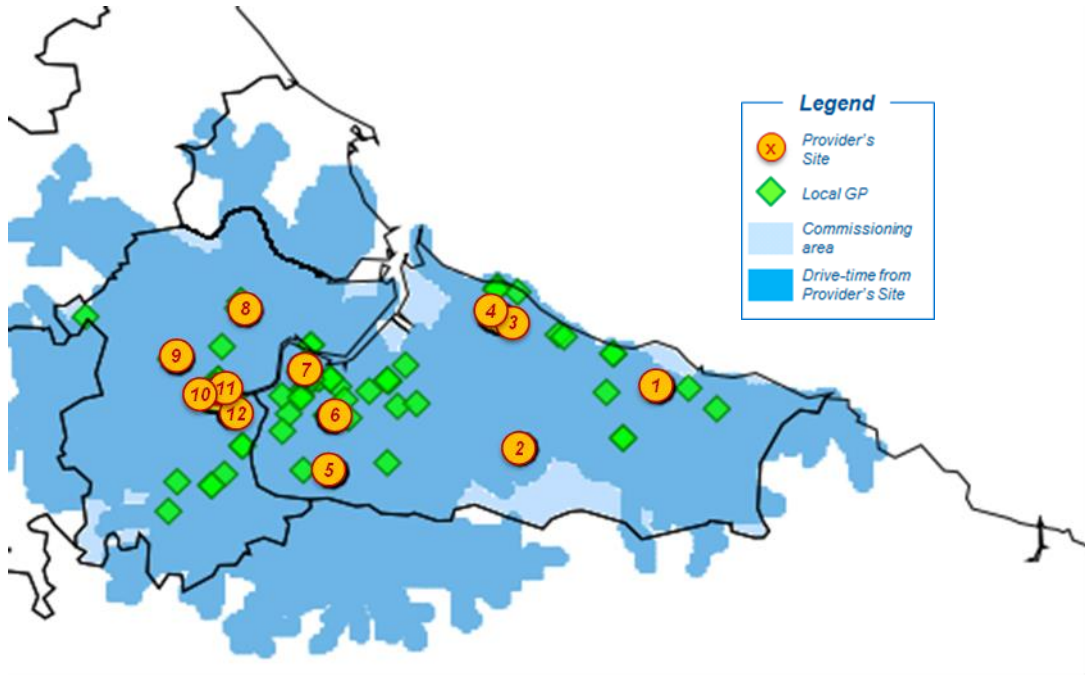 Legend
x
Provider's
Site
Local GP
Commissioning
area
Drive-time from
Provider's Site
8
4
3
9
7
1
11
10
12
6
2
5